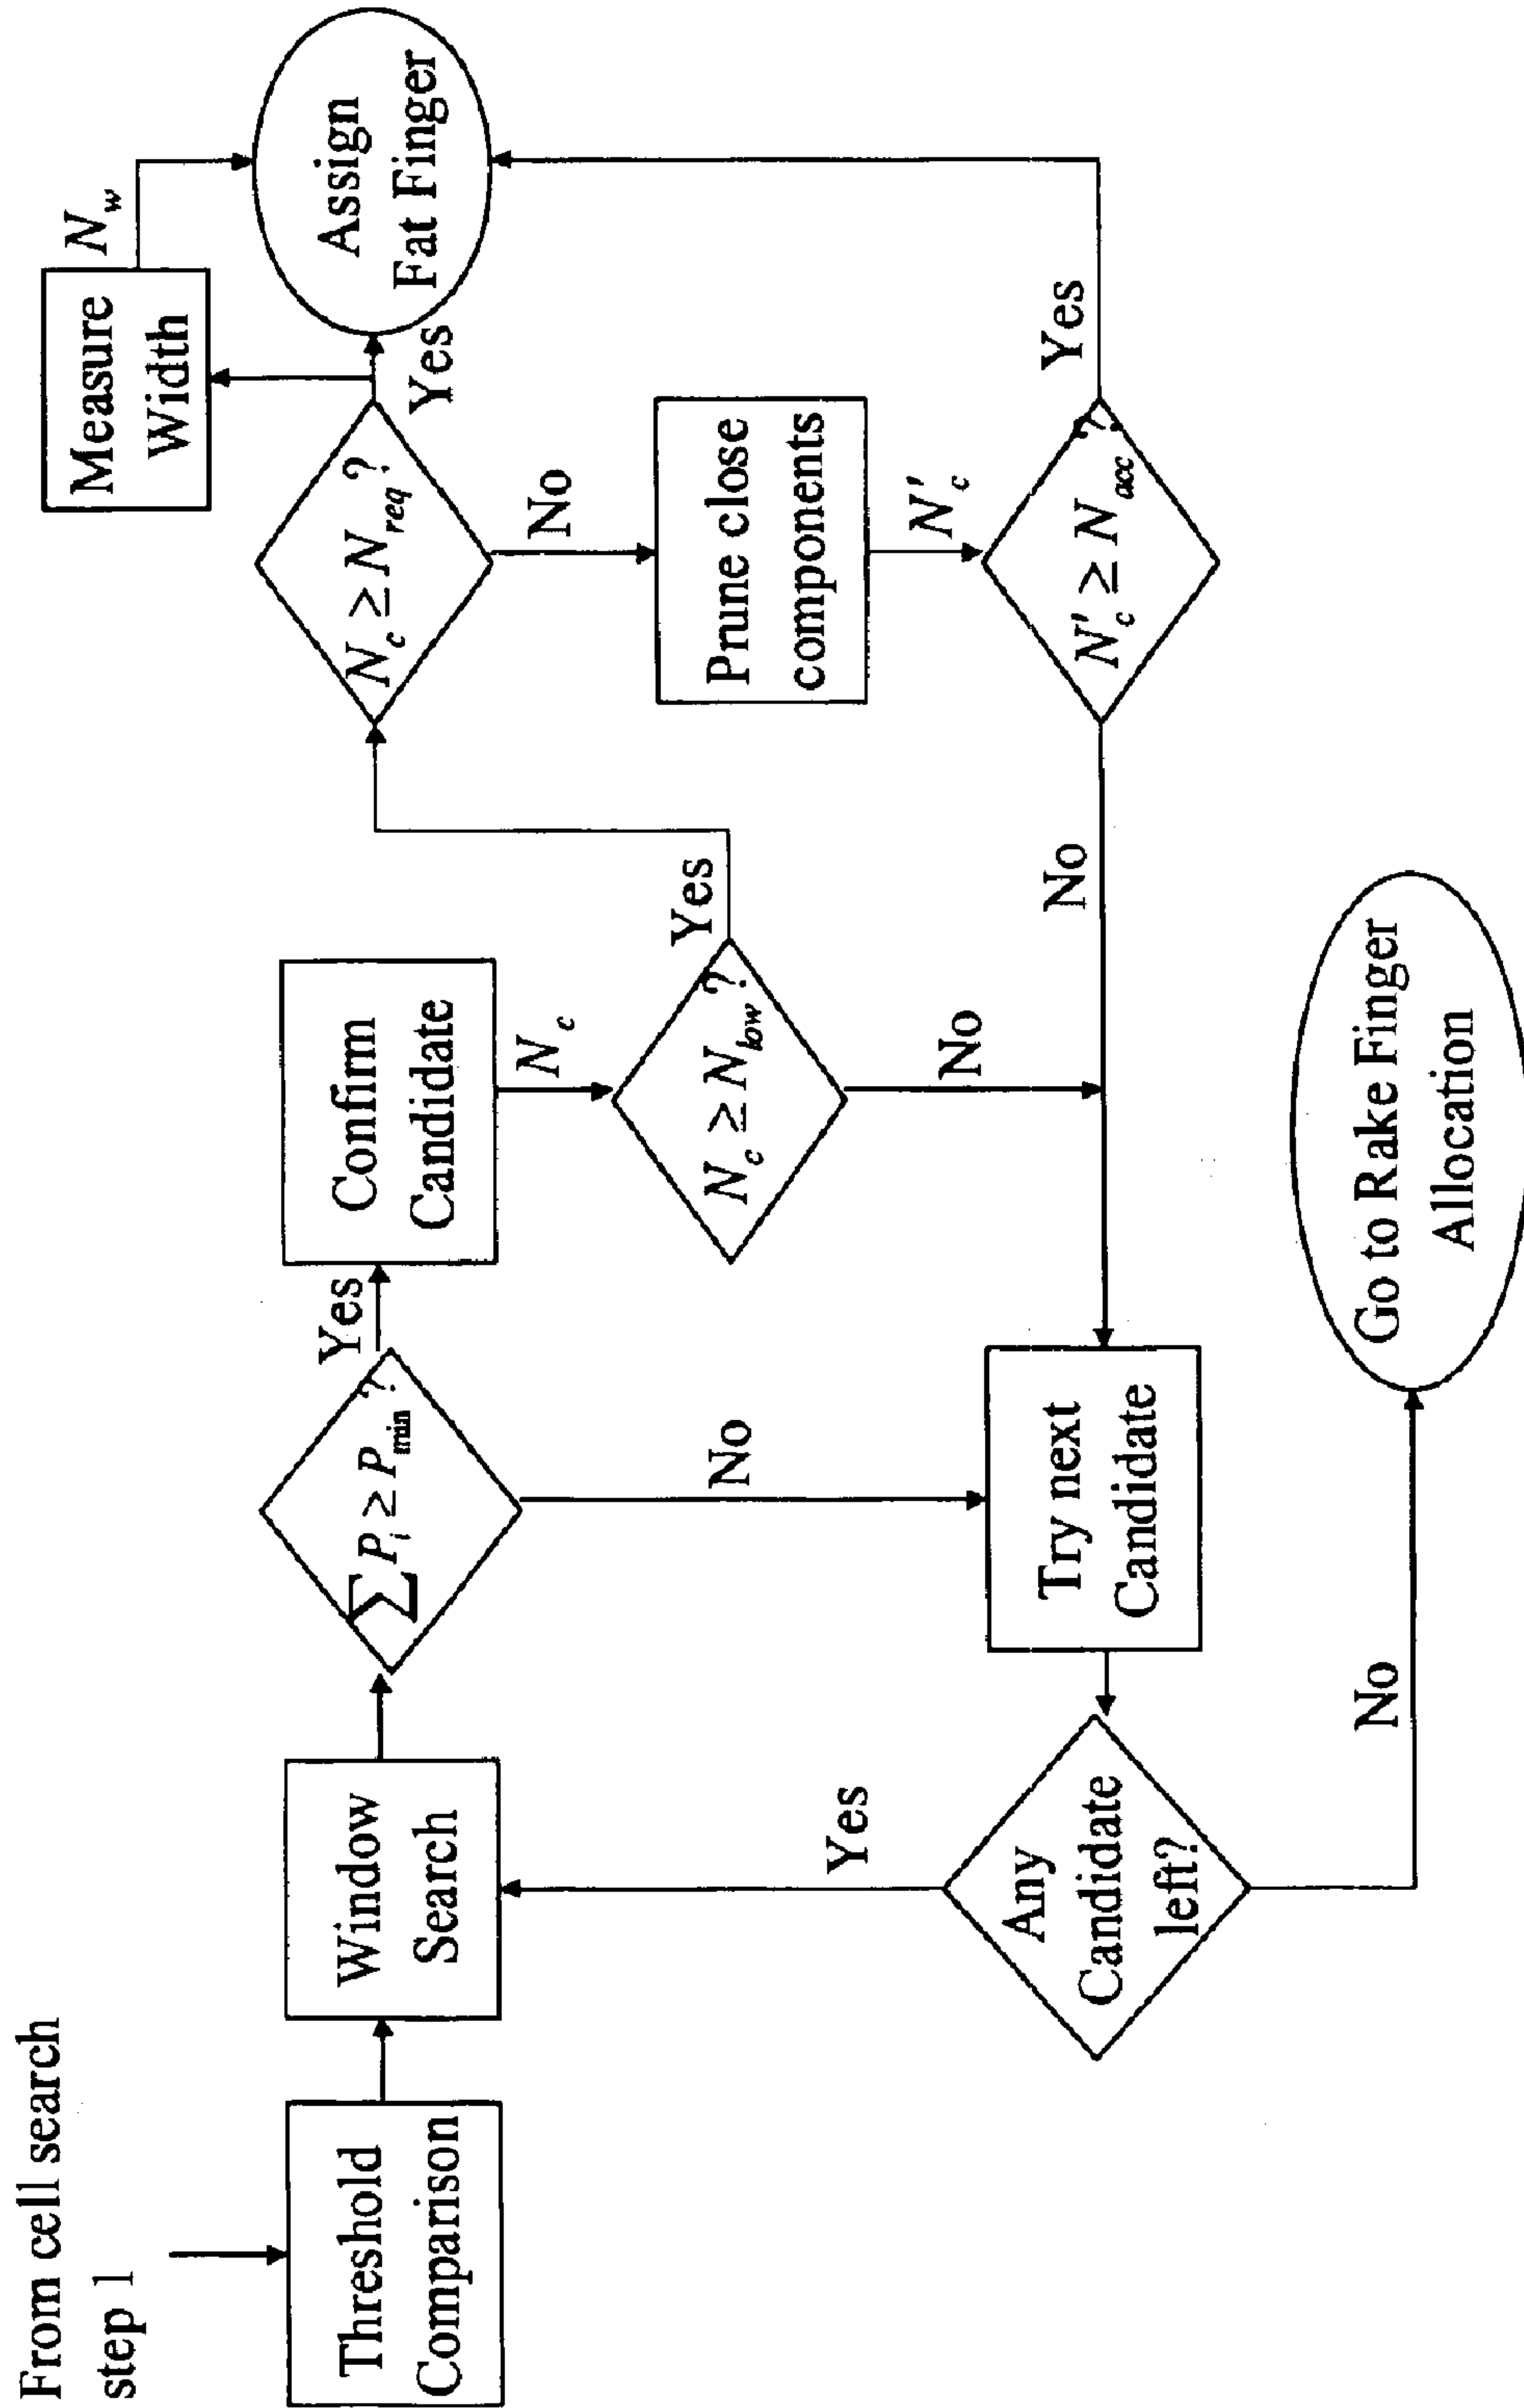 From cell search
step 1
Threshold
Comparison
Window
Search
∑ P_i ≥ P_min ?
Yes
No
Confirm
Candidate
N_c
N_c ≥ N_low ?
Yes
No
N_c ≥ N_req ?
Yes
No
Measure
Width
N_w
Assign
Fat Finger
Prune close
components
N'_c
N'_c ≥ N_acc ?
Yes
No
Try next
Candidate
Any
Candidate
left?
Yes
No
Go to Rake Finger
Allocation